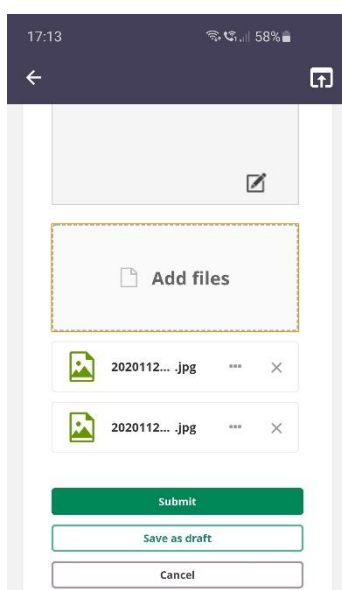 17:13 58%
Add files
2020112... .jpg
2020112... .jpg
Submit
Save as draft
Cancel